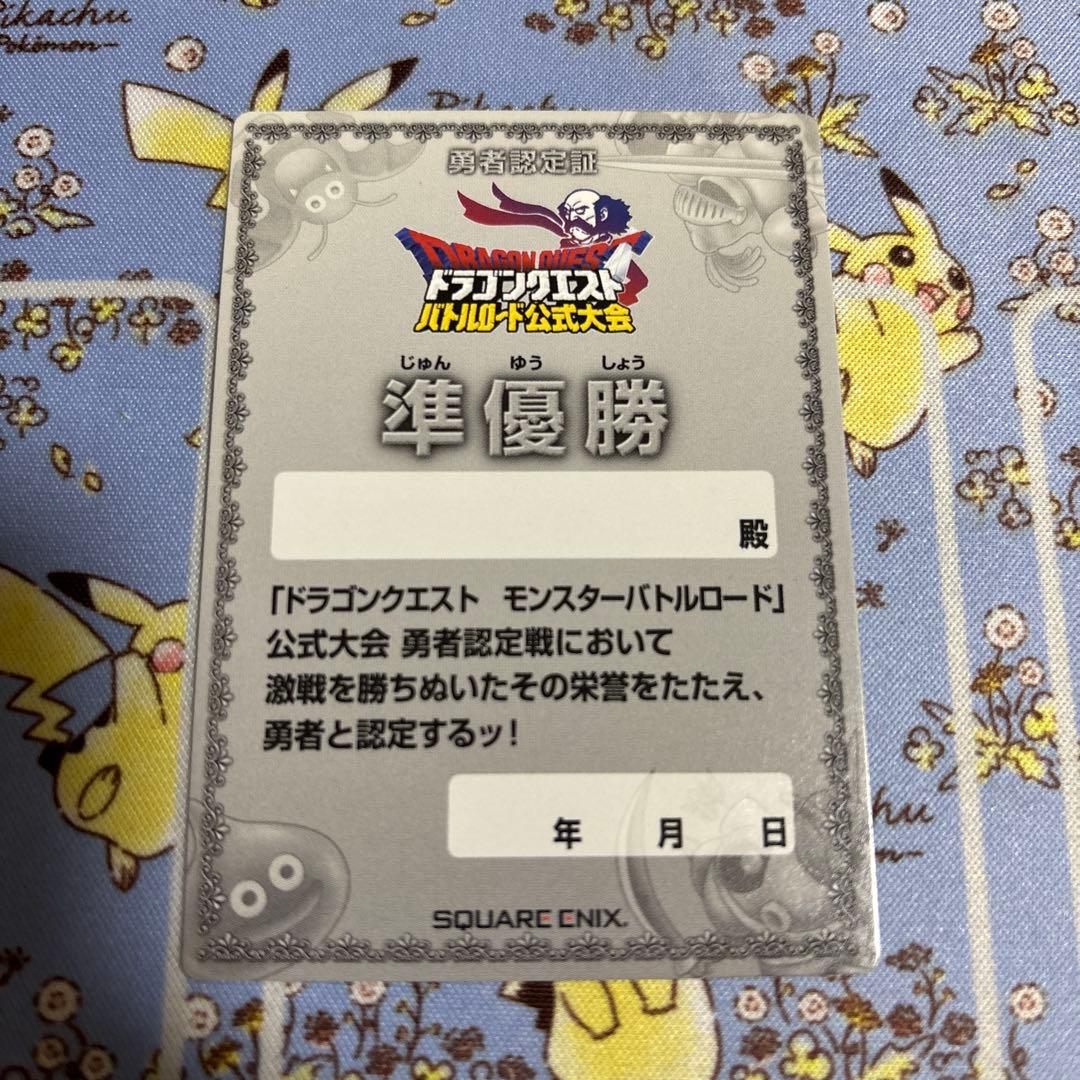 Pikachu
Pokémon
Pikachu
勇者認定証
DRAGON QUEST
ドラゴンクエスト
バトルロード公式大会
じゅん ゆう しょう
準優勝
殿
「ドラゴンクエスト モンスターバトルロード」
公式大会 勇者認定戦において
激戦を勝ちぬいたその栄誉をたたえ、
勇者と認定するッ!
年 月 日
SQUARE ENIX.